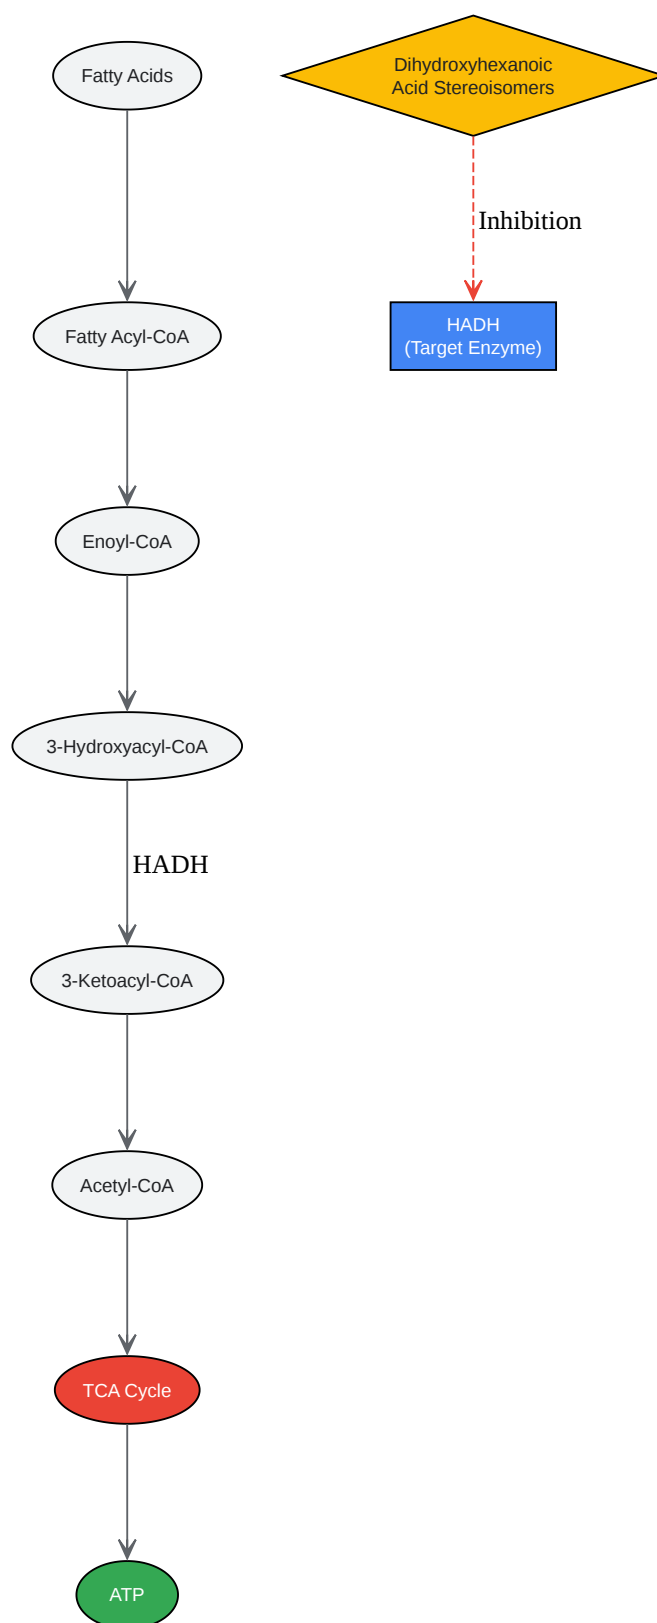 Fatty Acids
Dihydroxyhexanoic
Acid Stereoisomers
Inhibition
Fatty Acyl-CoA
HADH
(Target Enzyme)
Enoyl-CoA
3-Hydroxyacyl-CoA
HADH
3-Ketoacyl-CoA
Acetyl-CoA
TCA Cycle
ATP